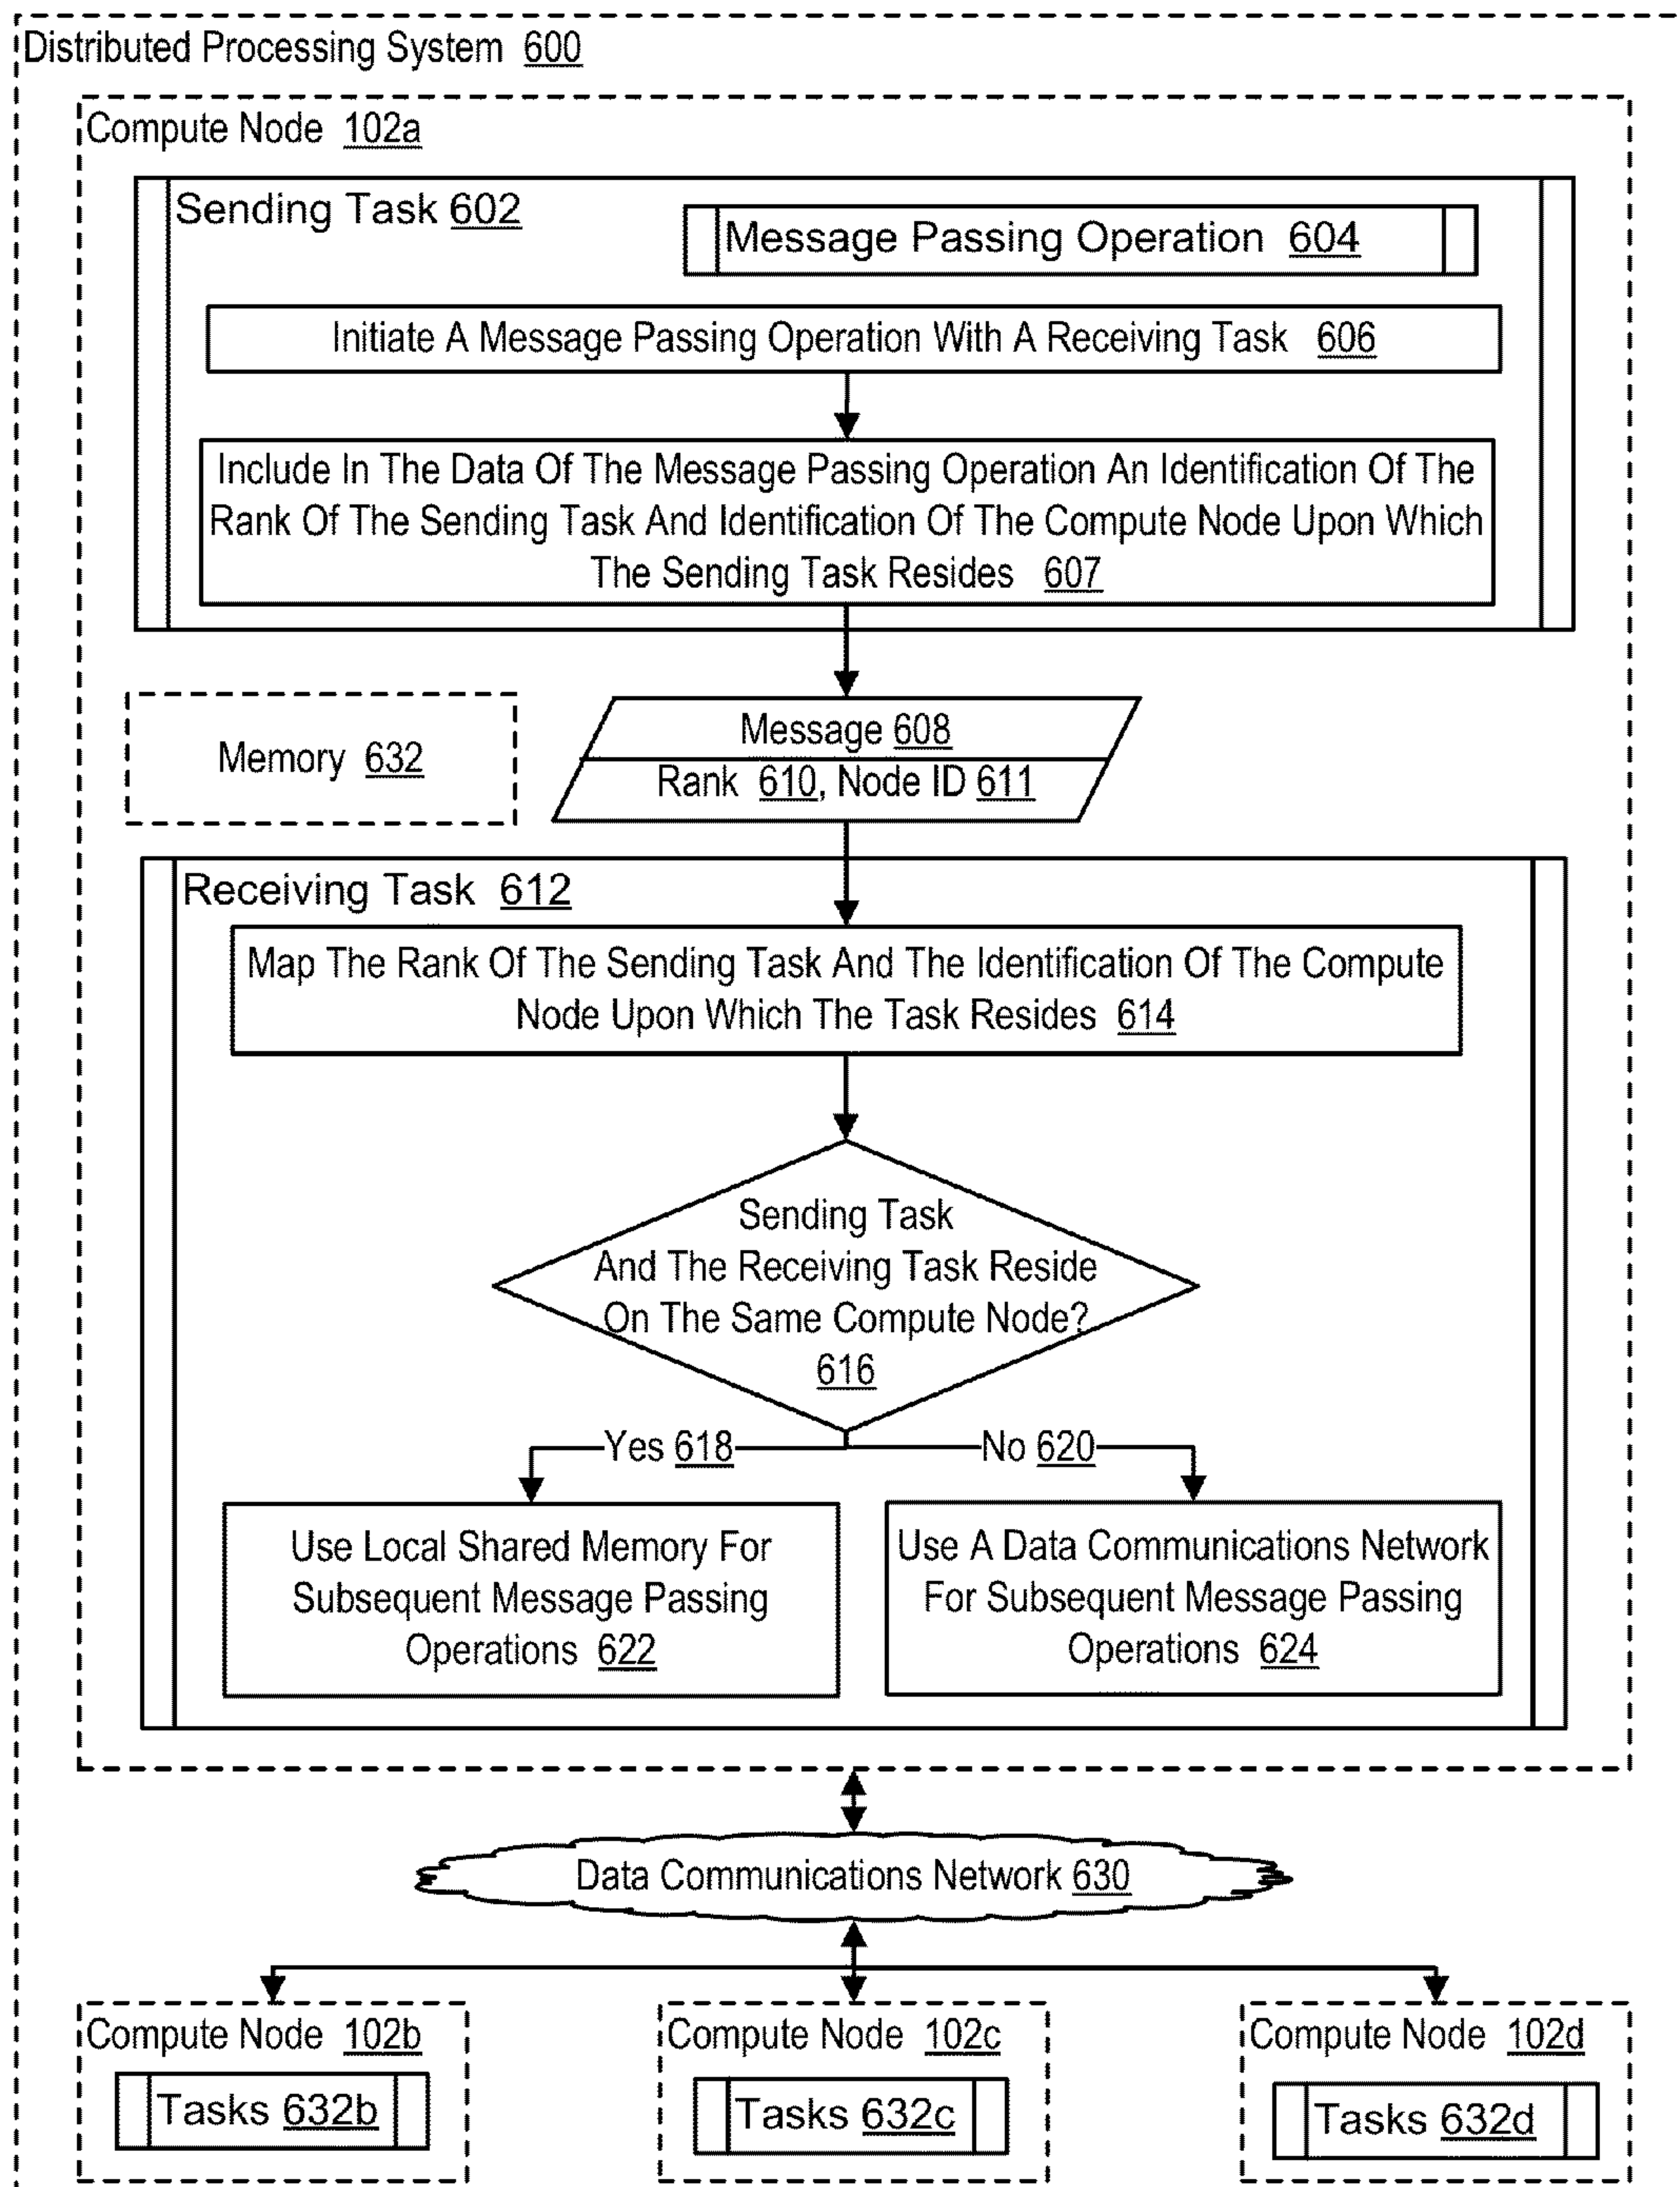 Distributed Processing System 600
Compute Node 102a
Sending Task 602
Message Passing Operation 604
Initiate A Message Passing Operation With A Receiving Task 606
Include In The Data Of The Message Passing Operation An Identification Of The
Rank Of The Sending Task And Identification Of The Compute Node Upon Which
The Sending Task Resides 607
Message 608
Rank 610, Node ID 611
Memory 632
Receiving Task 612
Map The Rank Of The Sending Task And The Identification Of The Compute
Node Upon Which The Task Resides 614
Sending Task
And The Receiving Task Reside
On The Same Compute Node?
616
Yes 618
No 620
Use Local Shared Memory For
Subsequent Message Passing
Operations 622
Use A Data Communications Network
For Subsequent Message Passing
Operations 624
Data Communications Network 630
Compute Node 102b
Tasks 632b
Compute Node 102c
Tasks 632c
Compute Node 102d
Tasks 632d